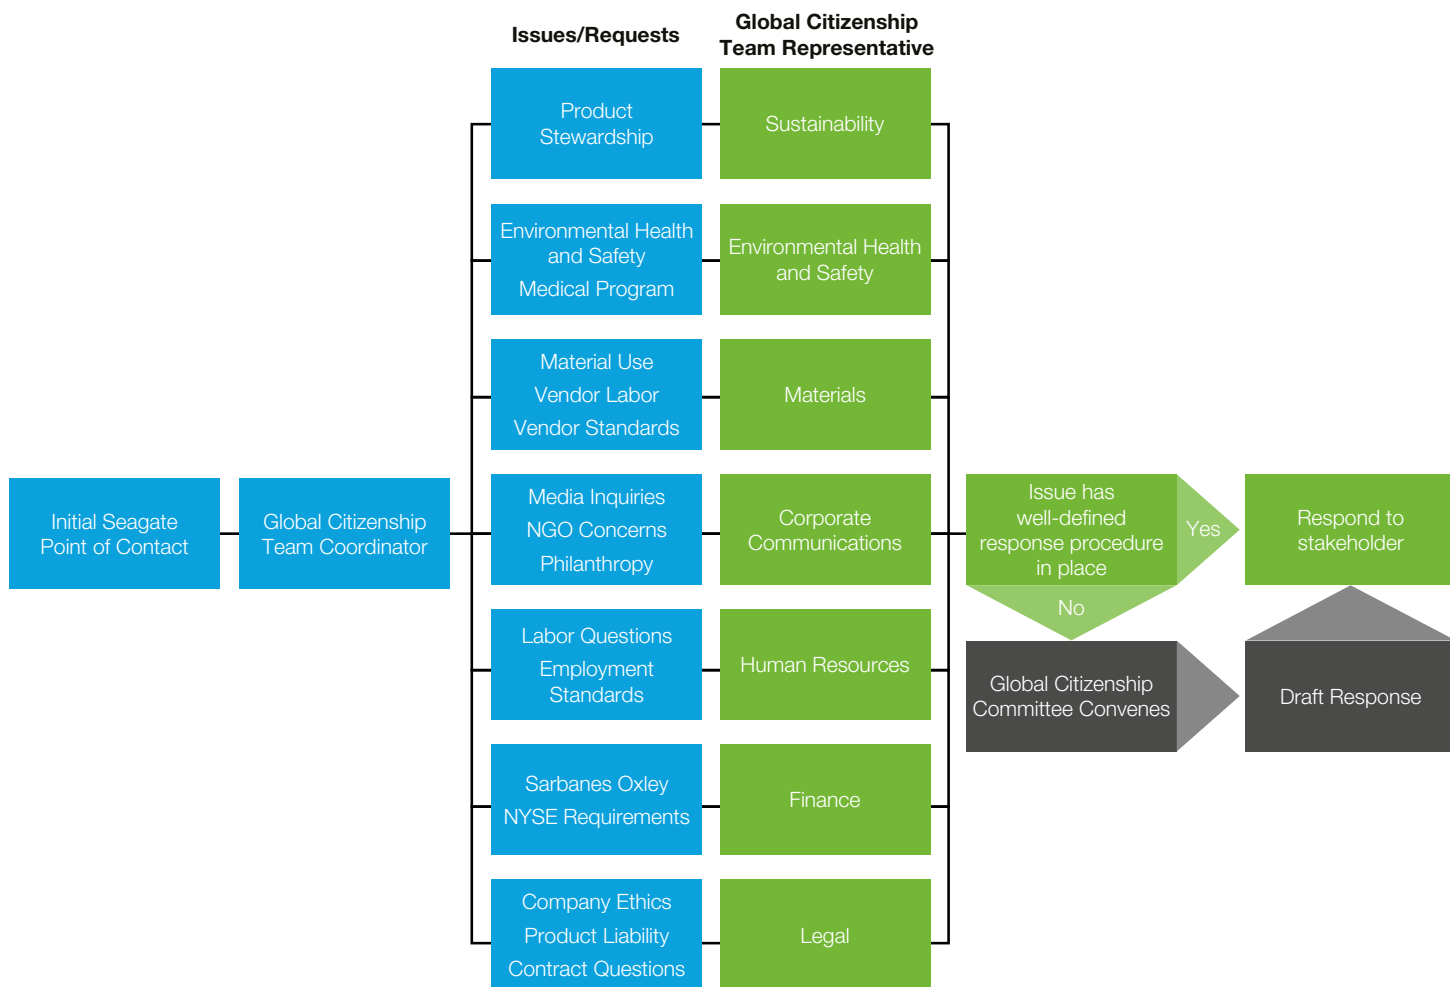 Issues/Requests
Global Citizenship
Team Representative
Product
Stewardship
Sustainability
Environmental Health
and Safety
Medical Program
Environmental Health
and Safety
Material Use
Vendor Labor
Vendor Standards
Materials
Initial Seagate
Point of Contact
Global Citizenship
Team Coordinator
Media Inquiries
NGO Concerns
Philanthropy
Corporate
Communications
Issue has
well-defined
response procedure
in place
Yes
Respond to
stakeholder
No
Labor Questions
Employment
Standards
Human Resources
Global Citizenship
Committee Convenes
Draft Response
Sarbanes Oxley
NYSE Requirements
Finance
Company Ethics
Product Liability
Contract Questions
Legal